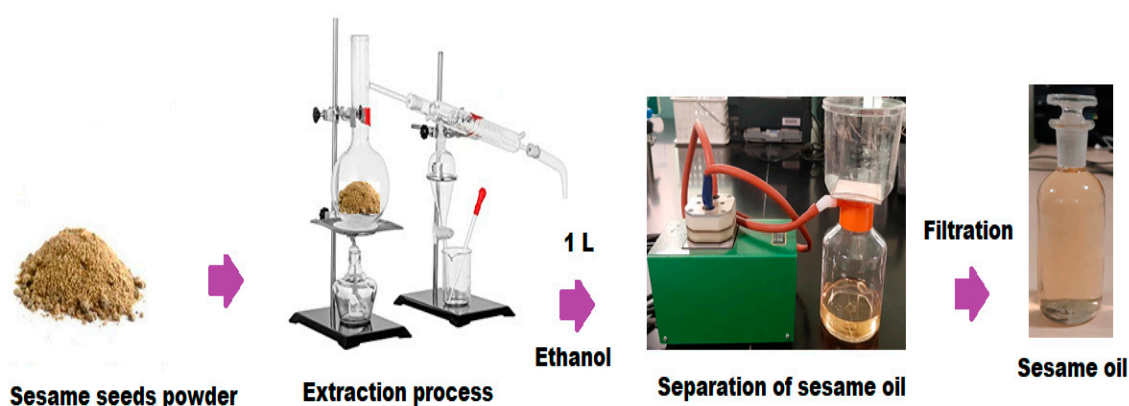 Sesame seeds powder
Extraction process
1 L
Ethanol
Separation of sesame oil
Filtration
Sesame oil